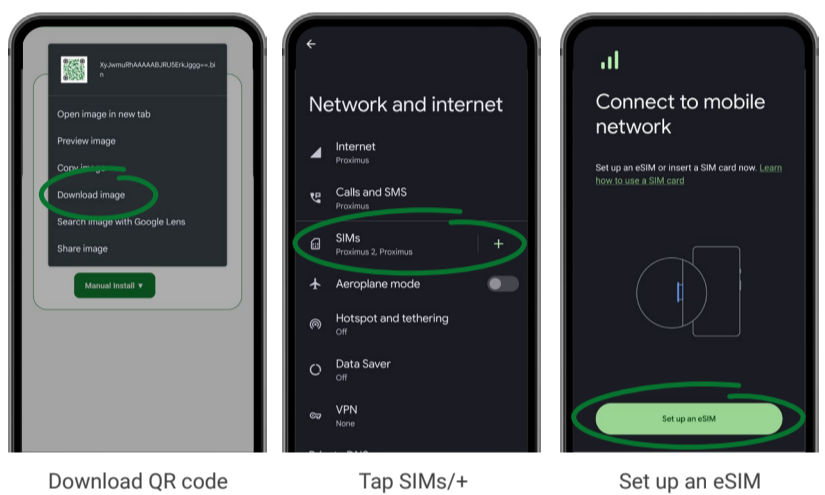 XyJwmuRhAAAAABJRU5ErkJggg==.bi
n
Open image in new tab
Preview image
Copy image
Download image
Search image with Google Lens
Share image
Manual Install ▼
Download QR code
←
Network and internet
Internet
Proximus
Calls and SMS
Proximus
SIMs
Proximus 2, Proximus
+
Aeroplane mode
Hotspot and tethering
Off
Data Saver
Off
VPN
None
Tap SIMs/+
Connect to mobile
network
Set up an eSIM or insert a SIM card now. Learn
how to use a SIM card
Set up an eSIM
Set up an eSIM